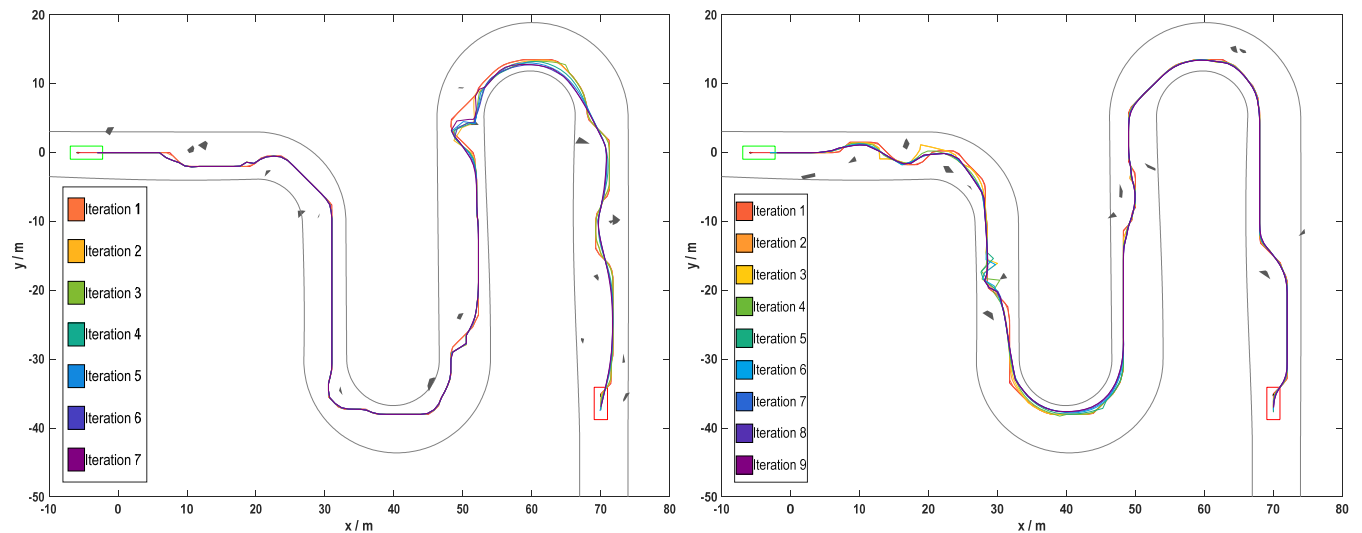 20
10
0
-10
-20
-30
-40
-50
y / m
Iteration 1
Iteration 2
Iteration 3
Iteration 4
Iteration 5
Iteration 6
Iteration 7
-10 0 10 20 30 40 50 60 70 80
x / m
20
10
0
-10
-20
-30
-40
-50
y / m
Iteration 1
Iteration 2
Iteration 3
Iteration 4
Iteration 5
Iteration 6
Iteration 7
Iteration 8
Iteration 9
-10 0 10 20 30 40 50 60 70 80
x / m